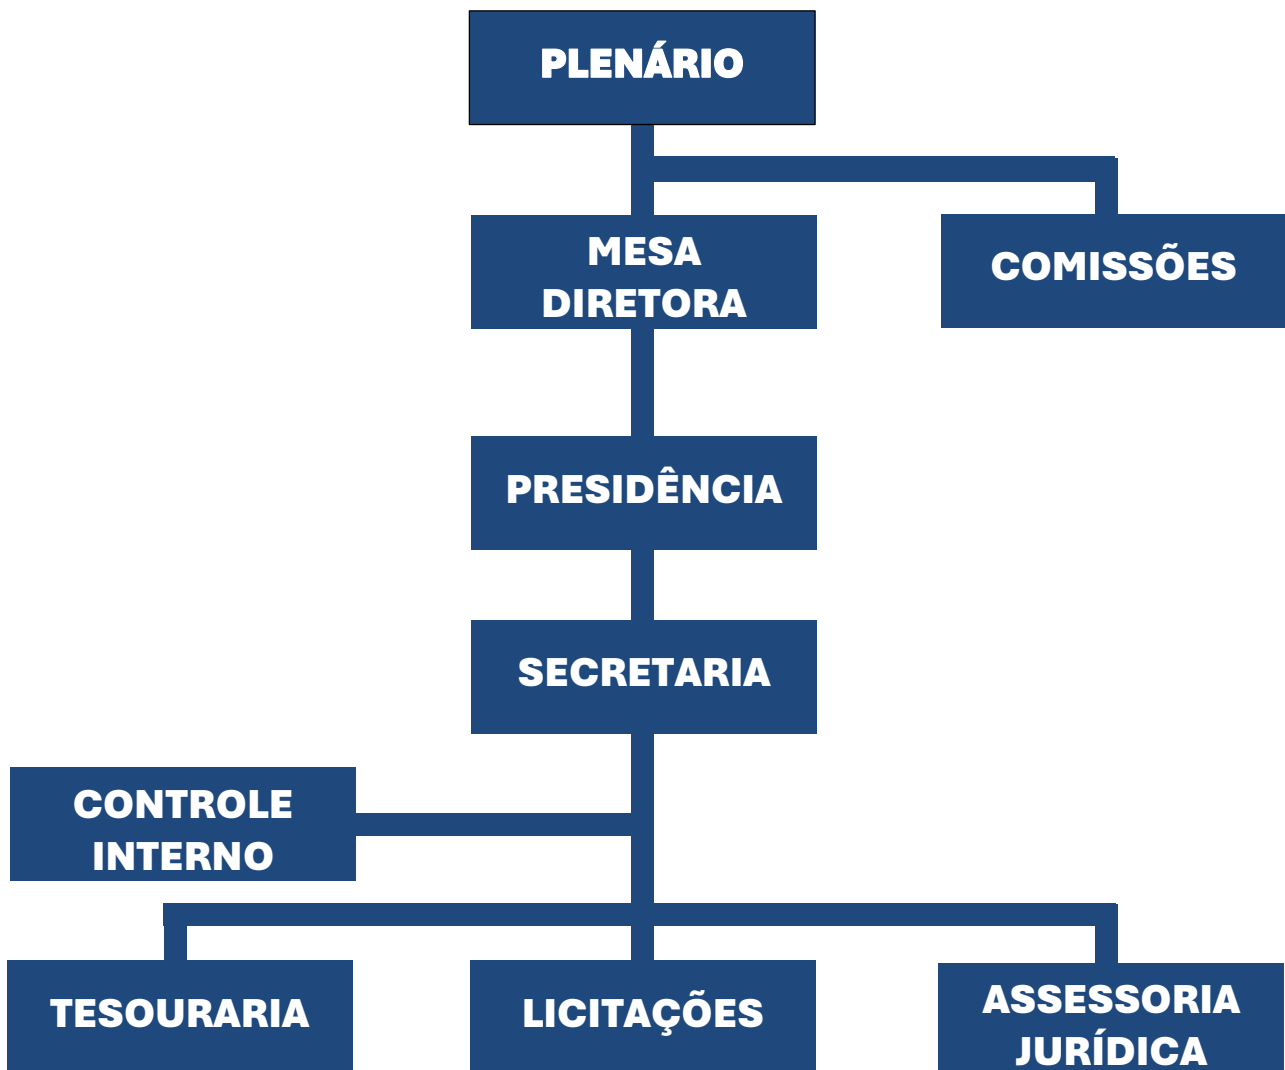 PLENÁRIO
MESA
DIRETORA
COMISSÕES
PRESIDÊNCIA
SECRETARIA
CONTROLE
INTERNO
TESOURARIA
LICITAÇÕES
ASSESSORIA
JURÍDICA